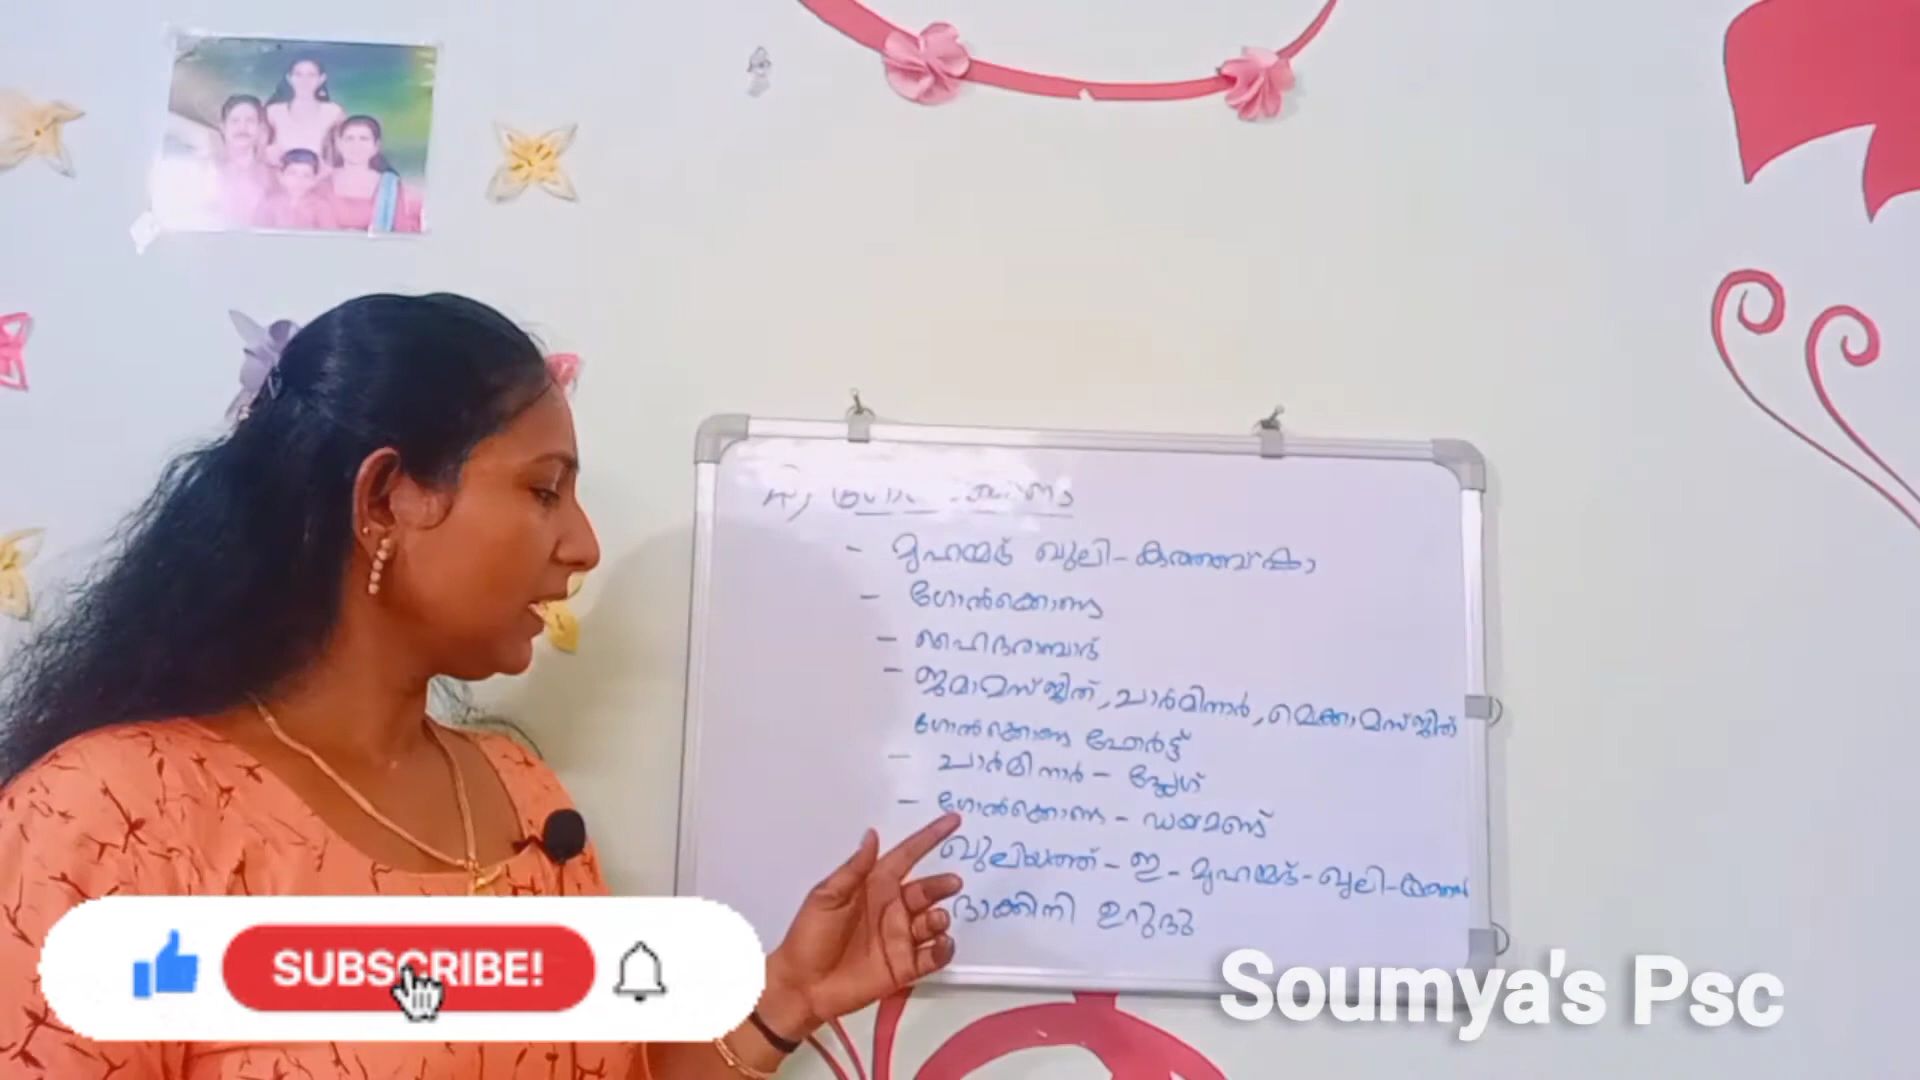 - മുഹമ്മദ് ഖുലി - കുത്തബ് ഷാ
- ഗോൽക്കൊണ്ട
- ഹൈദരാബാദ്
- ജമാമസ്ജിത്, ചാർമിനാർ, മെക്കാമസ്ജിത്
ഗോൽക്കൊണ്ട ഫോർട്ട്
- ചാർമിനാർ - പ്ലേഗ്
- ഗോൽക്കൊണ്ട - ഡയമണ്ട്
ഖുലിയത്ത് - ഇ - മുഹമ്മദ് - ഖുലി - കുത്തബ്
ദാക്കിനി ഉറുദു
SUBSCRIBE!
Soumya's Psc